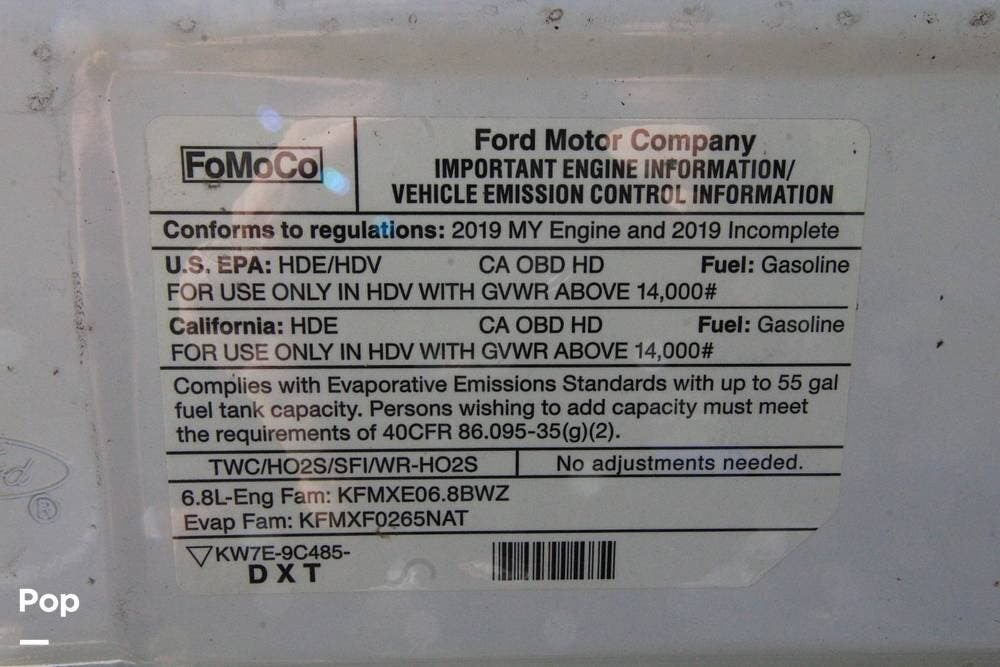 FoMoCo
Ford Motor Company
IMPORTANT ENGINE INFORMATION/
VEHICLE EMISSION CONTROL INFORMATION
Conforms to regulations: 2019 MY Engine and 2019 Incomplete
U.S. EPA: HDE/HDV CA OBD HD Fuel: Gasoline
FOR USE ONLY IN HDV WITH GVWR ABOVE 14,000#
California: HDE CA OBD HD Fuel: Gasoline
FOR USE ONLY IN HDV WITH GVWR ABOVE 14,000#
Complies with Evaporative Emissions Standards with up to 55 gal
fuel tank capacity. Persons wishing to add capacity must meet
the requirements of 40CFR 86.095-35(g)(2).
TWC/HO2S/SFI/WR-HO2S No adjustments needed.
6.8L-Eng Fam: KFMXE06.8BWZ
Evap Fam: KFMXF0265NAT
KW7E-9C485-
DXT
®
Pop